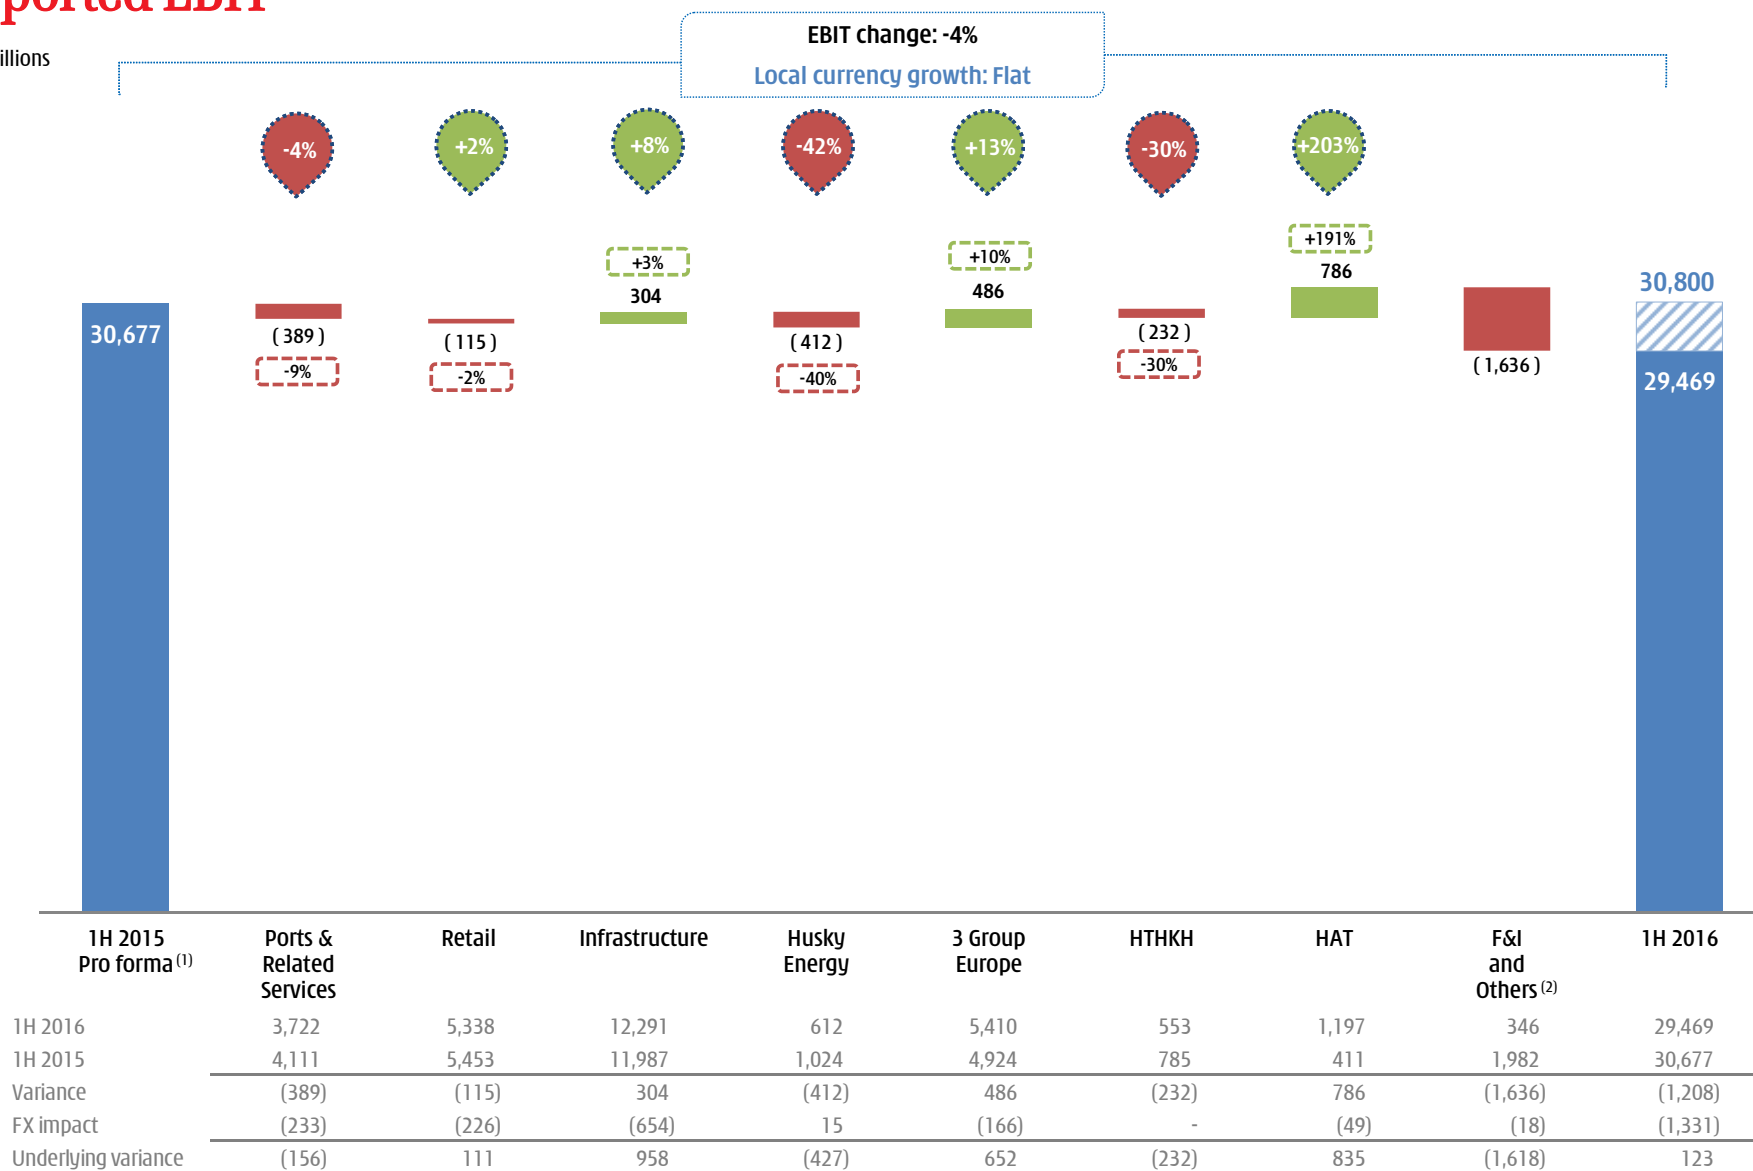 EBIT
illions
EBIT change: -4%
Local currency growth: Flat
-4%
+2%
+8%
-42%
+13%
-30%
+203%
+3%
+10%
+191%
304
486
786
30,800
30,677
( 389 )
( 115 )
( 412 )
( 232 )
( 1,636 )
29,469
-9%
-2%
-40%
-30%
1H 2015 Ports & Retail Infrastructure Husky 3 Group HTHKH HAT F&I 1H 2016
Pro forma (1) Related Energy Europe and
Services Others (2)
1H 2016 3,722 5,338 12,291 612 5,410 553 1,197 346 29,469
1H 2015 4,111 5,453 11,987 1,024 4,924 785 411 1,982 30,677
Variance (389) (115) 304 (412) 486 (232) 786 (1,636) (1,208)
FX impact (233) (226) (654) 15 (166) - (49) (18) (1,331)
Underlying variance (156) 111 958 (427) 652 (232) 835 (1,618) 123